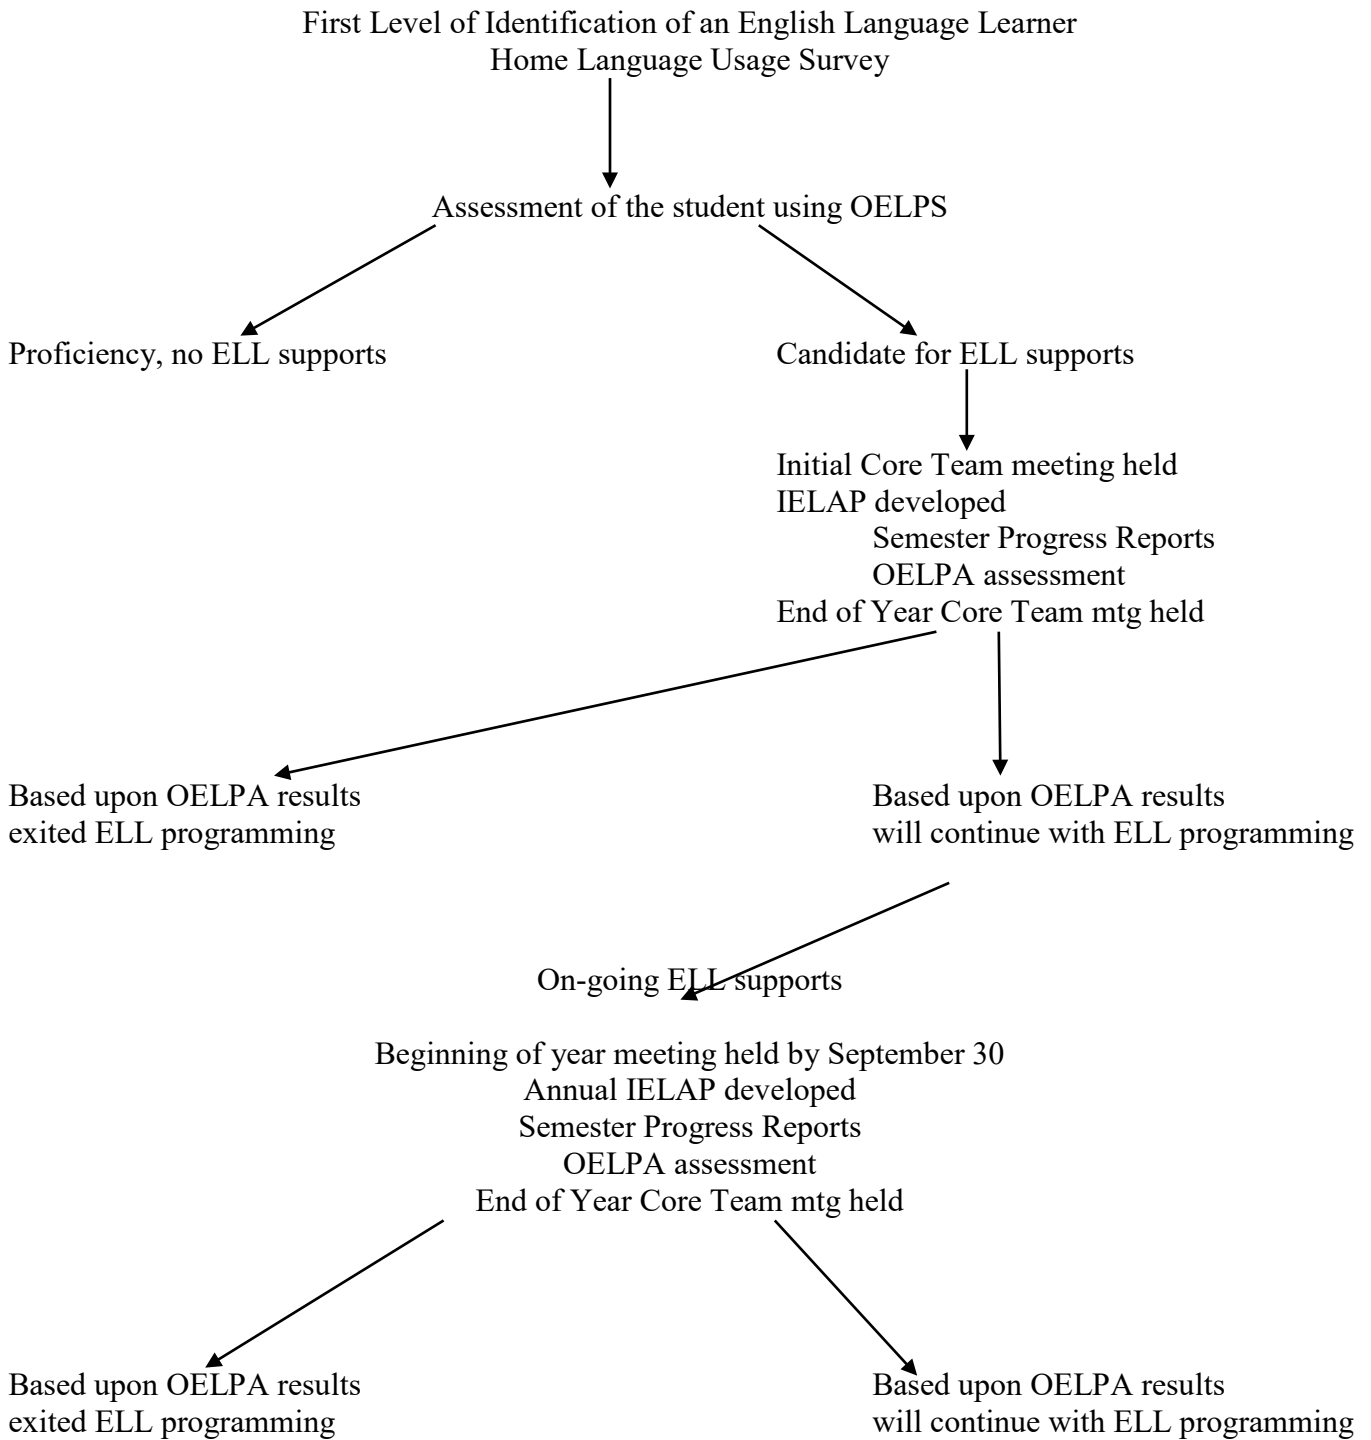 First Level of Identification of an English Language Learner
Home Language Usage Survey
Assessment of the student using OELPS
Proficiency, no ELL supports
Candidate for ELL supports
Initial Core Team meeting held
IELAP developed
Semester Progress Reports
OELPA assessment
End of Year Core Team mtg held
Based upon OELPA results
exited ELL programming
Based upon OELPA results
will continue with ELL programming
On-going ELL supports
Beginning of year meeting held by September 30
Annual IELAP developed
Semester Progress Reports
OELPA assessment
End of Year Core Team mtg held
Based upon OELPA results
exited ELL programming
Based upon OELPA results
will continue with ELL programming